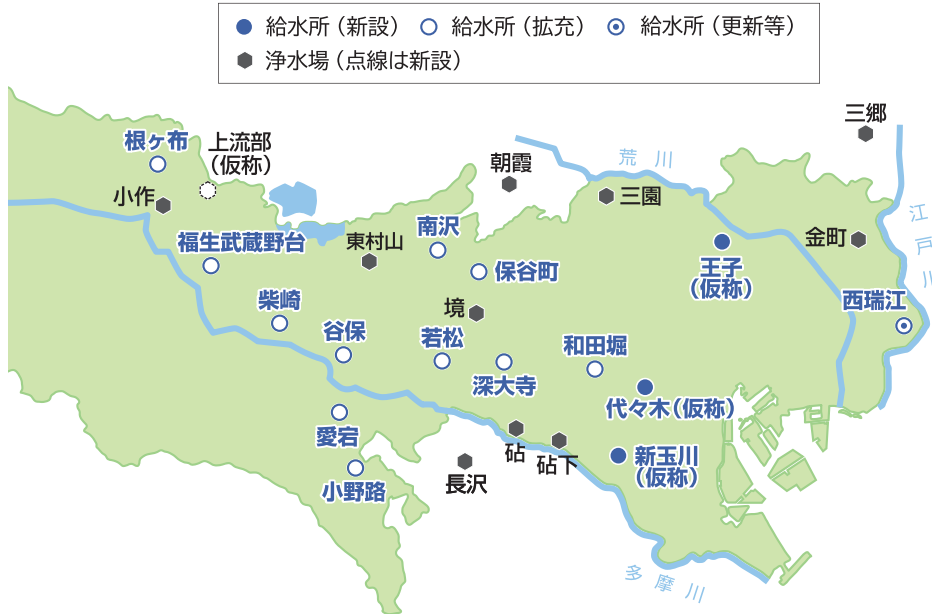 給水所（新設） 給水所（拡充） 給水所（更新等）
浄水場（点線は新設）
三郷
根ヶ布
上流部
（仮称）
朝霞
荒川
小作
三園
江戸川
南沢
福生武蔵野台
東村山
金町
保谷町
王子
（仮称）
柴崎
境
西瑞江
谷保
若松
和田堀
深大寺
代々木（仮称）
愛宕
砧
砧下
新玉川
（仮称）
長沢
小野路
多摩川